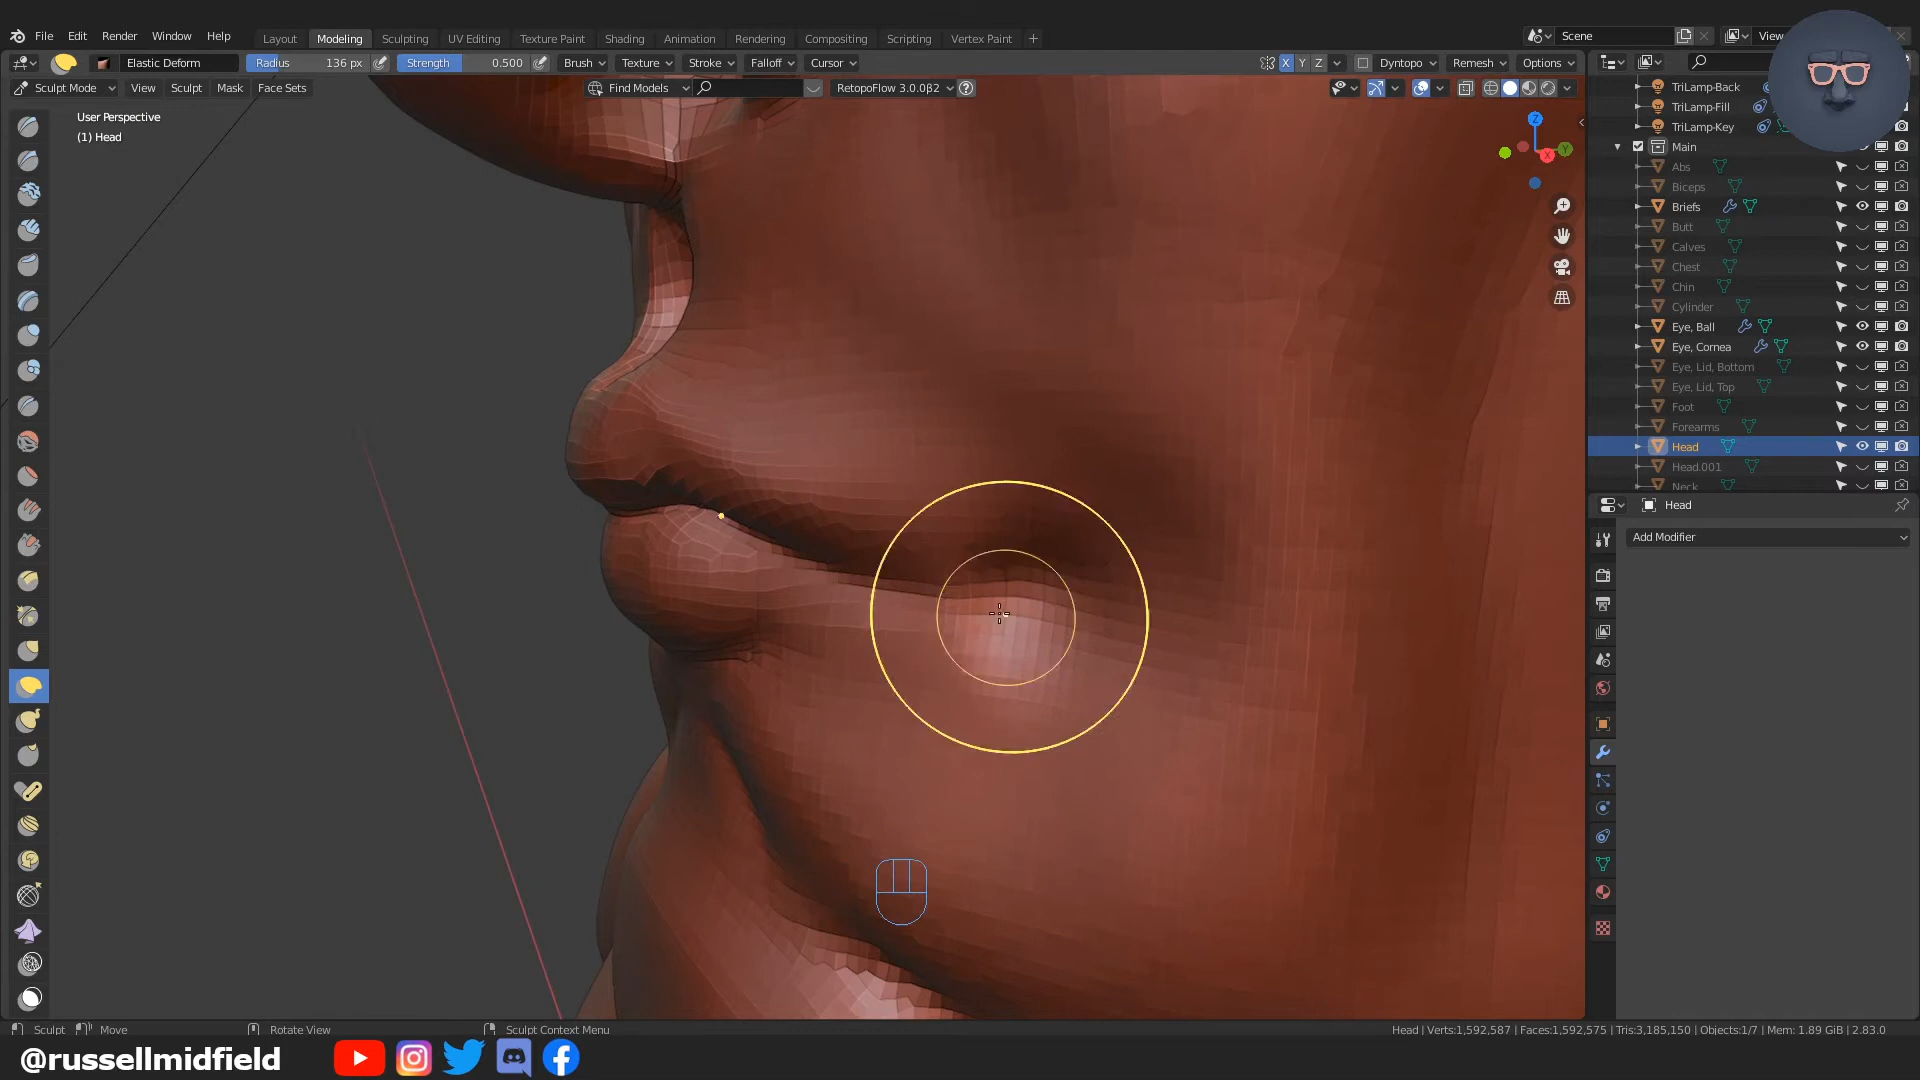 File Edit Render Window Help
Layout Modeling Sculpting UV Editing Texture Paint Shading Animation Rendering Compositing Scripting Vertex Paint +
Scene
View
Elastic Deform
Radius 136 px
Strength 0.500
Brush Texture Stroke Falloff Cursor
X Y Z
Dyntopo Remesh Options
Sculpt Mode View Sculpt Mask Face Sets
Find Models
RetopoFlow 3.0.0β2
User Perspective
(1) Head
Z
X
Y
TriLamp-Back
TriLamp-Fill
TriLamp-Key
Main
Abs
Biceps
Briefs
Butt
Calves
Chest
Chin
Cylinder
Eye, Ball
Eye, Cornea
Eye, Lid, Bottom
Eye, Lid, Top
Foot
Forearms
Head
Head.001
Neck
Head
Add Modifier
Sculpt Move Rotate View Sculpt Context Menu
Head | Verts:1,592,587 | Faces:1,592,575 | Tris:3,185,150 | Objects:1/7 | Mem: 1.89 GiB | 2.83.0
@russellmidfield